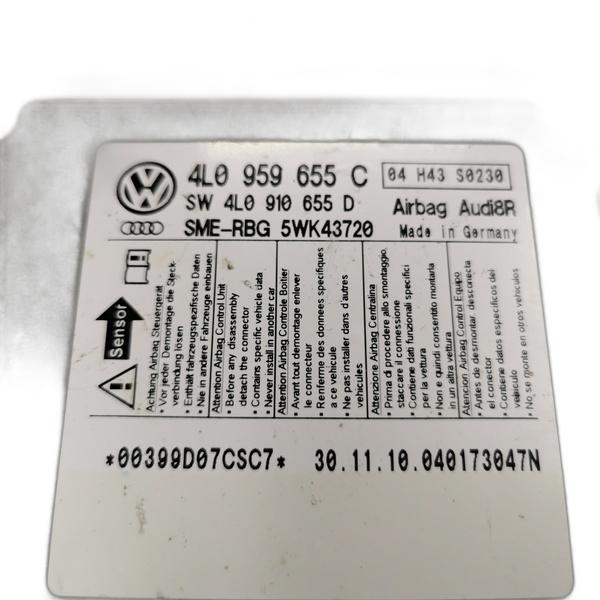 4L0 959 655 C
04 H43 S0230
SW 4L0 910 655 D
Airbag Audi8R
SME-RBG 5WK43720
Made in Germany
Sensor
Achtung Airbag Steuergerät
• Vor jeder Demontage die Steck-
verbindung lösen
• Enthält fahrzeugspezifische Daten
• Nie in andere Fahrzeuge einbauen
Attention Airbag Control Unit
• Before any disassembly
detach the connector
• Contains specific vehicle data
• Never install in another car
Attention Airbag Controle Boitier
• Avant tout demontage enlever
le connecteur
• Renferme des donnees specifiques
a ce vehicule
• Ne pas installer dans d'autres
vehicules
Attenzione Airbag Centralina
• Prima di procedere allo smontaggio,
staccare il connessione
• Contiene dati funzionali specifici
per la vettura
• Non e quindi consentito montarla
in un altra vettura
Atencion Airbag Control Equipo
• Antes de desmontar desconecta
el conector
• Contiene datos especificos del
vehiculo
• No se monte en otros vehiculos
*00399D07CSC7*
30.11.10.040173047N